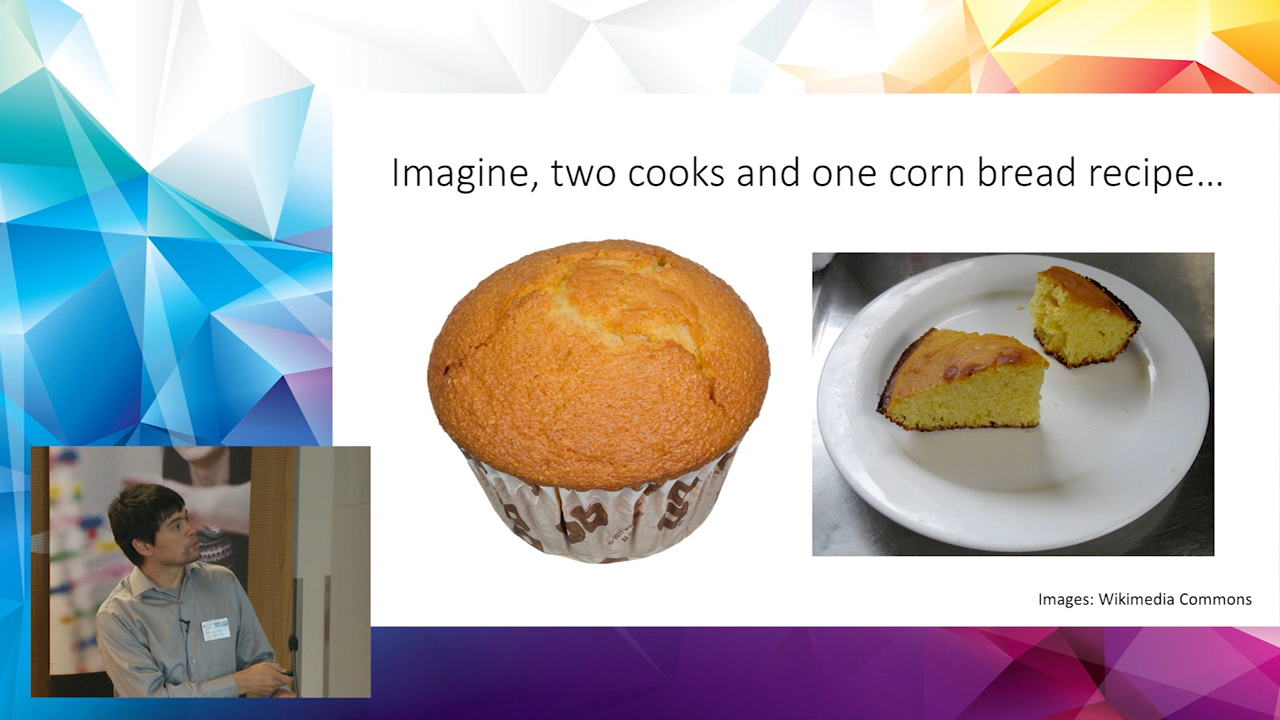 Imagine, two cooks and one corn bread recipe...
Images: Wikimedia Commons